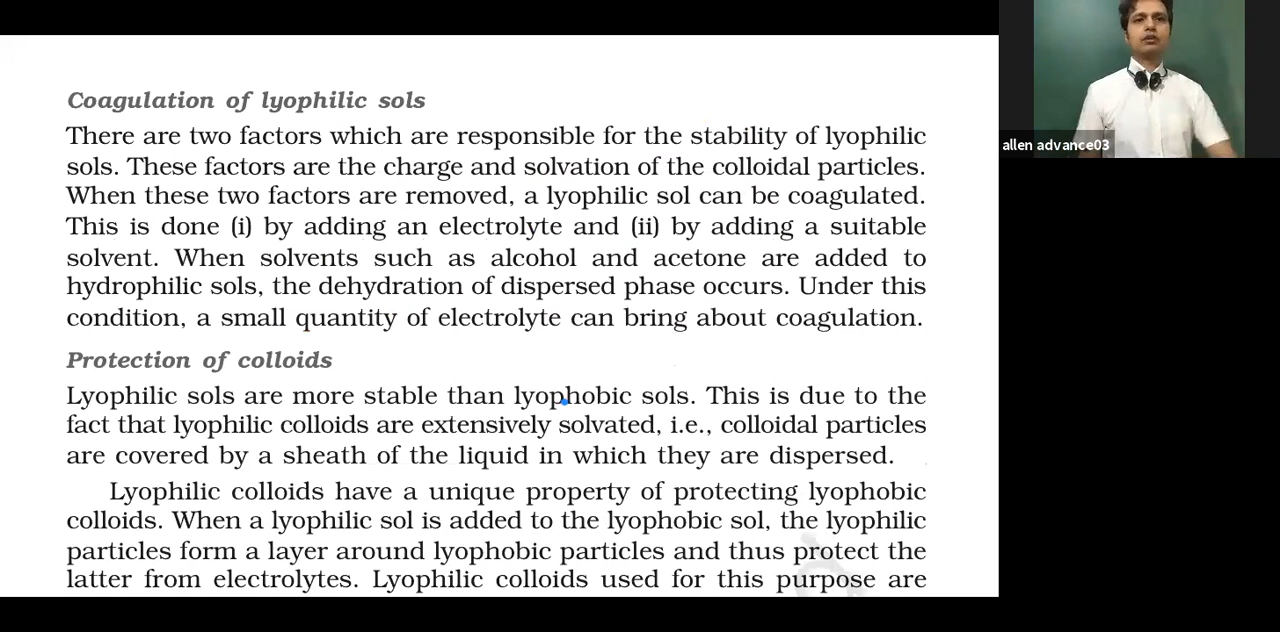 Coagulation of lyophilic sols
There are two factors which are responsible for the stability of lyophilic
sols. These factors are the charge and solvation of the colloidal particles.
When these two factors are removed, a lyophilic sol can be coagulated.
This is done (i) by adding an electrolyte and (ii) by adding a suitable
solvent. When solvents such as alcohol and acetone are added to
hydrophilic sols, the dehydration of dispersed phase occurs. Under this
condition, a small quantity of electrolyte can bring about coagulation.
Protection of colloids
Lyophilic sols are more stable than lyophobic sols. This is due to the
fact that lyophilic colloids are extensively solvated, i.e., colloidal particles
are covered by a sheath of the liquid in which they are dispersed.
Lyophilic colloids have a unique property of protecting lyophobic
colloids. When a lyophilic sol is added to the lyophobic sol, the lyophilic
particles form a layer around lyophobic particles and thus protect the
latter from electrolytes. Lyophilic colloids used for this purpose are
allen advance03